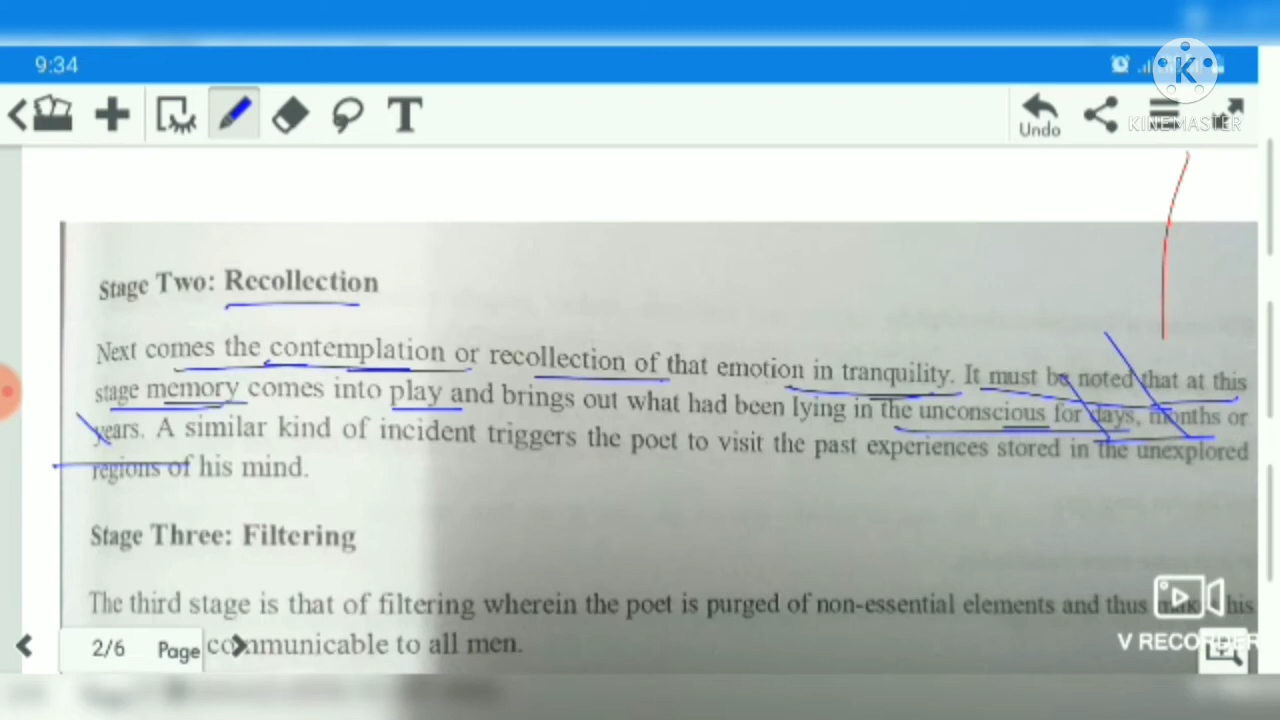 9:34
KINEMASTER
T
Undo
Stage Two: Recollection
Next comes the contemplation or recollection of that emotion in tranquility. It must be noted that at this
stage memory comes into play and brings out what had been lying in the unconscious for days, months or
years. A similar kind of incident triggers the poet to visit the past experiences stored in the unexplored
regions of his mind.
Stage Three: Filtering
The third stage is that of filtering wherein the poet is purged of non-essential elements and thus his
communicable to all men.
2/6 Page
V RECORDER